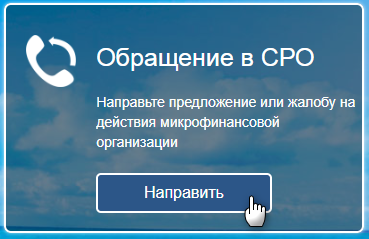 Обращение в СРО
Направьте предложение или жалобу на
действия микрофинансовой
организации
Направить